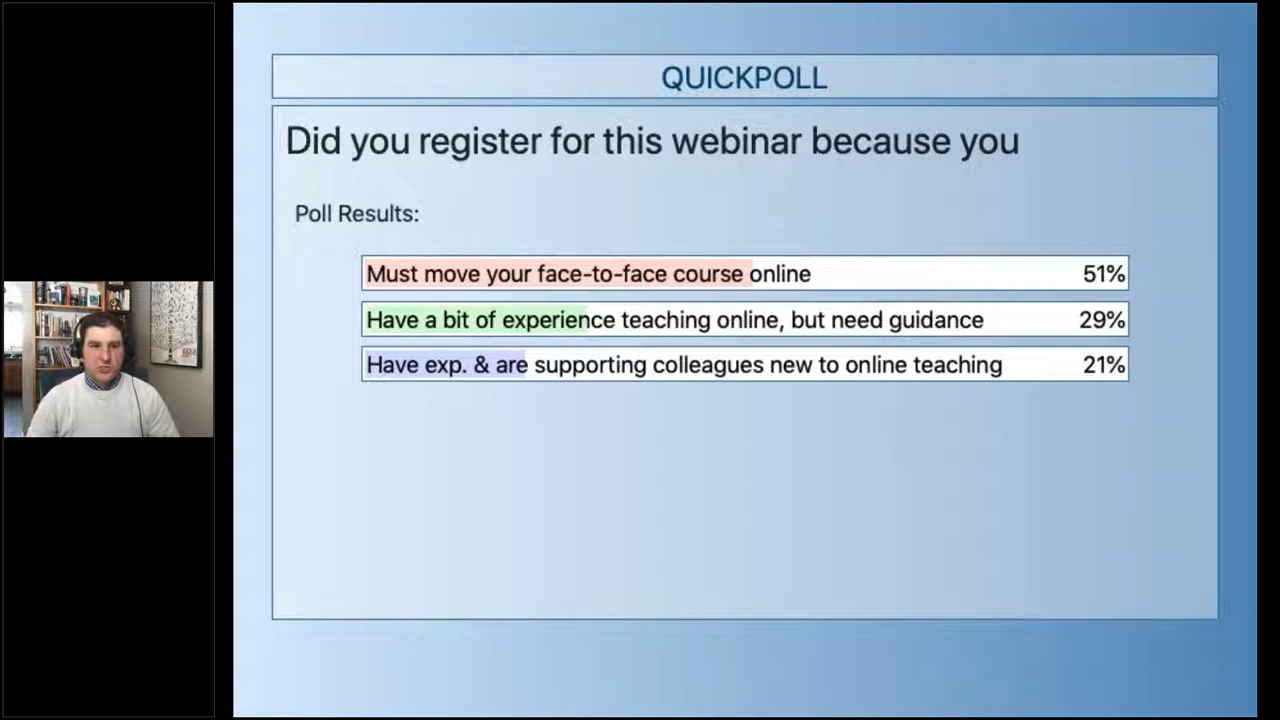 QUICKPOLL
Did you register for this webinar because you
Poll Results:
Must move your face-to-face course online 51%
Have a bit of experience teaching online, but need guidance 29%
Have exp. & are supporting colleagues new to online teaching 21%